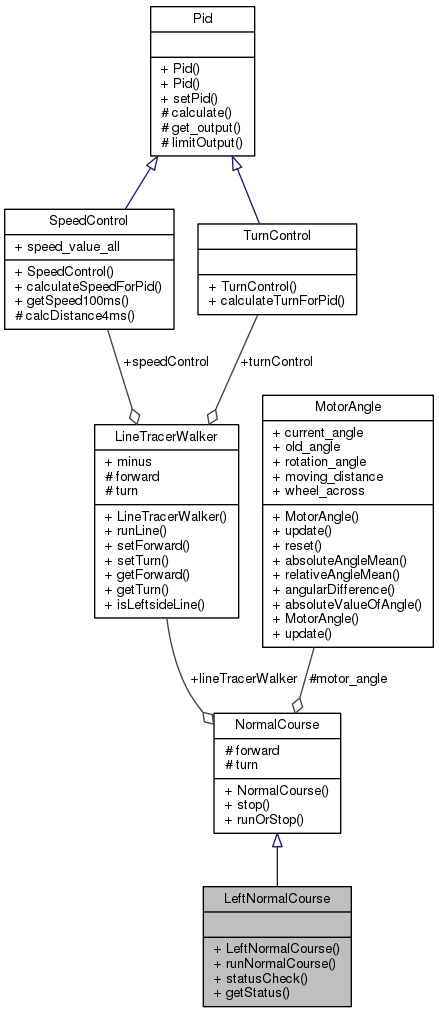 Pid
+ Pid()
+ Pid()
+ setPid()
# calculate()
# get_output()
# limitOutput()
SpeedControl
+ speed_value_all
+ SpeedControl()
+ calculateSpeedForPid()
+ getSpeed100ms()
# calcDistance4ms()
TurnControl
+ TurnControl()
+ calculateTurnForPid()
+speedControl
+turnControl
LineTracerWalker
+ minus
# forward
# turn
+ LineTracerWalker()
+ runLine()
+ setForward()
+ setTurn()
+ getForward()
+ getTurn()
+ isLeftsideLine()
MotorAngle
+ current_angle
+ old_angle
+ rotation_angle
+ moving_distance
+ wheel_across
+ MotorAngle()
+ update()
+ reset()
+ absoluteAngleMean()
+ relativeAngleMean()
+ angularDifference()
+ absoluteValueOfAngle()
+ MotorAngle()
+ update()
+lineTracerWalker
#motor_angle
NormalCourse
# forward
# turn
+ NormalCourse()
+ stop()
+ runOrStop()
LeftNormalCourse
+ LeftNormalCourse()
+ runNormalCourse()
+ statusCheck()
+ getStatus()